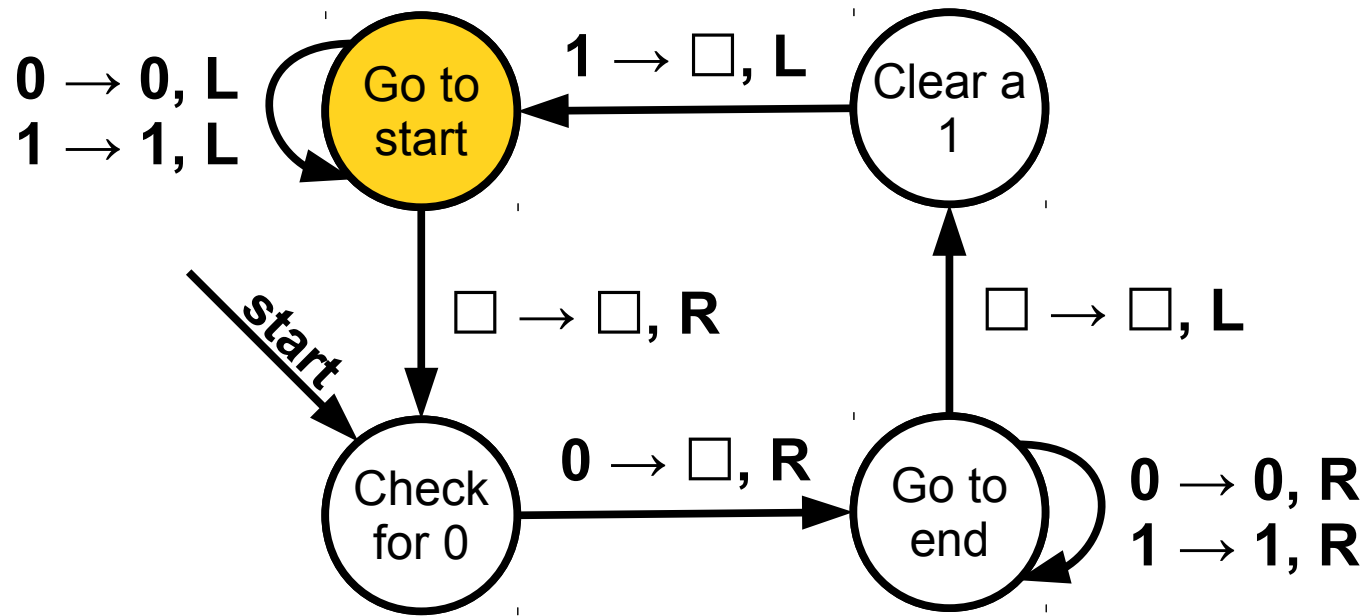 0 → 0, L
1 → 1, L
Go to
start
1 → □, L
Clear a
1
□ → □, R
□ → □, L
start
Check
for 0
0 → □, R
Go to
end
0 → 0, R
1 → 1, R